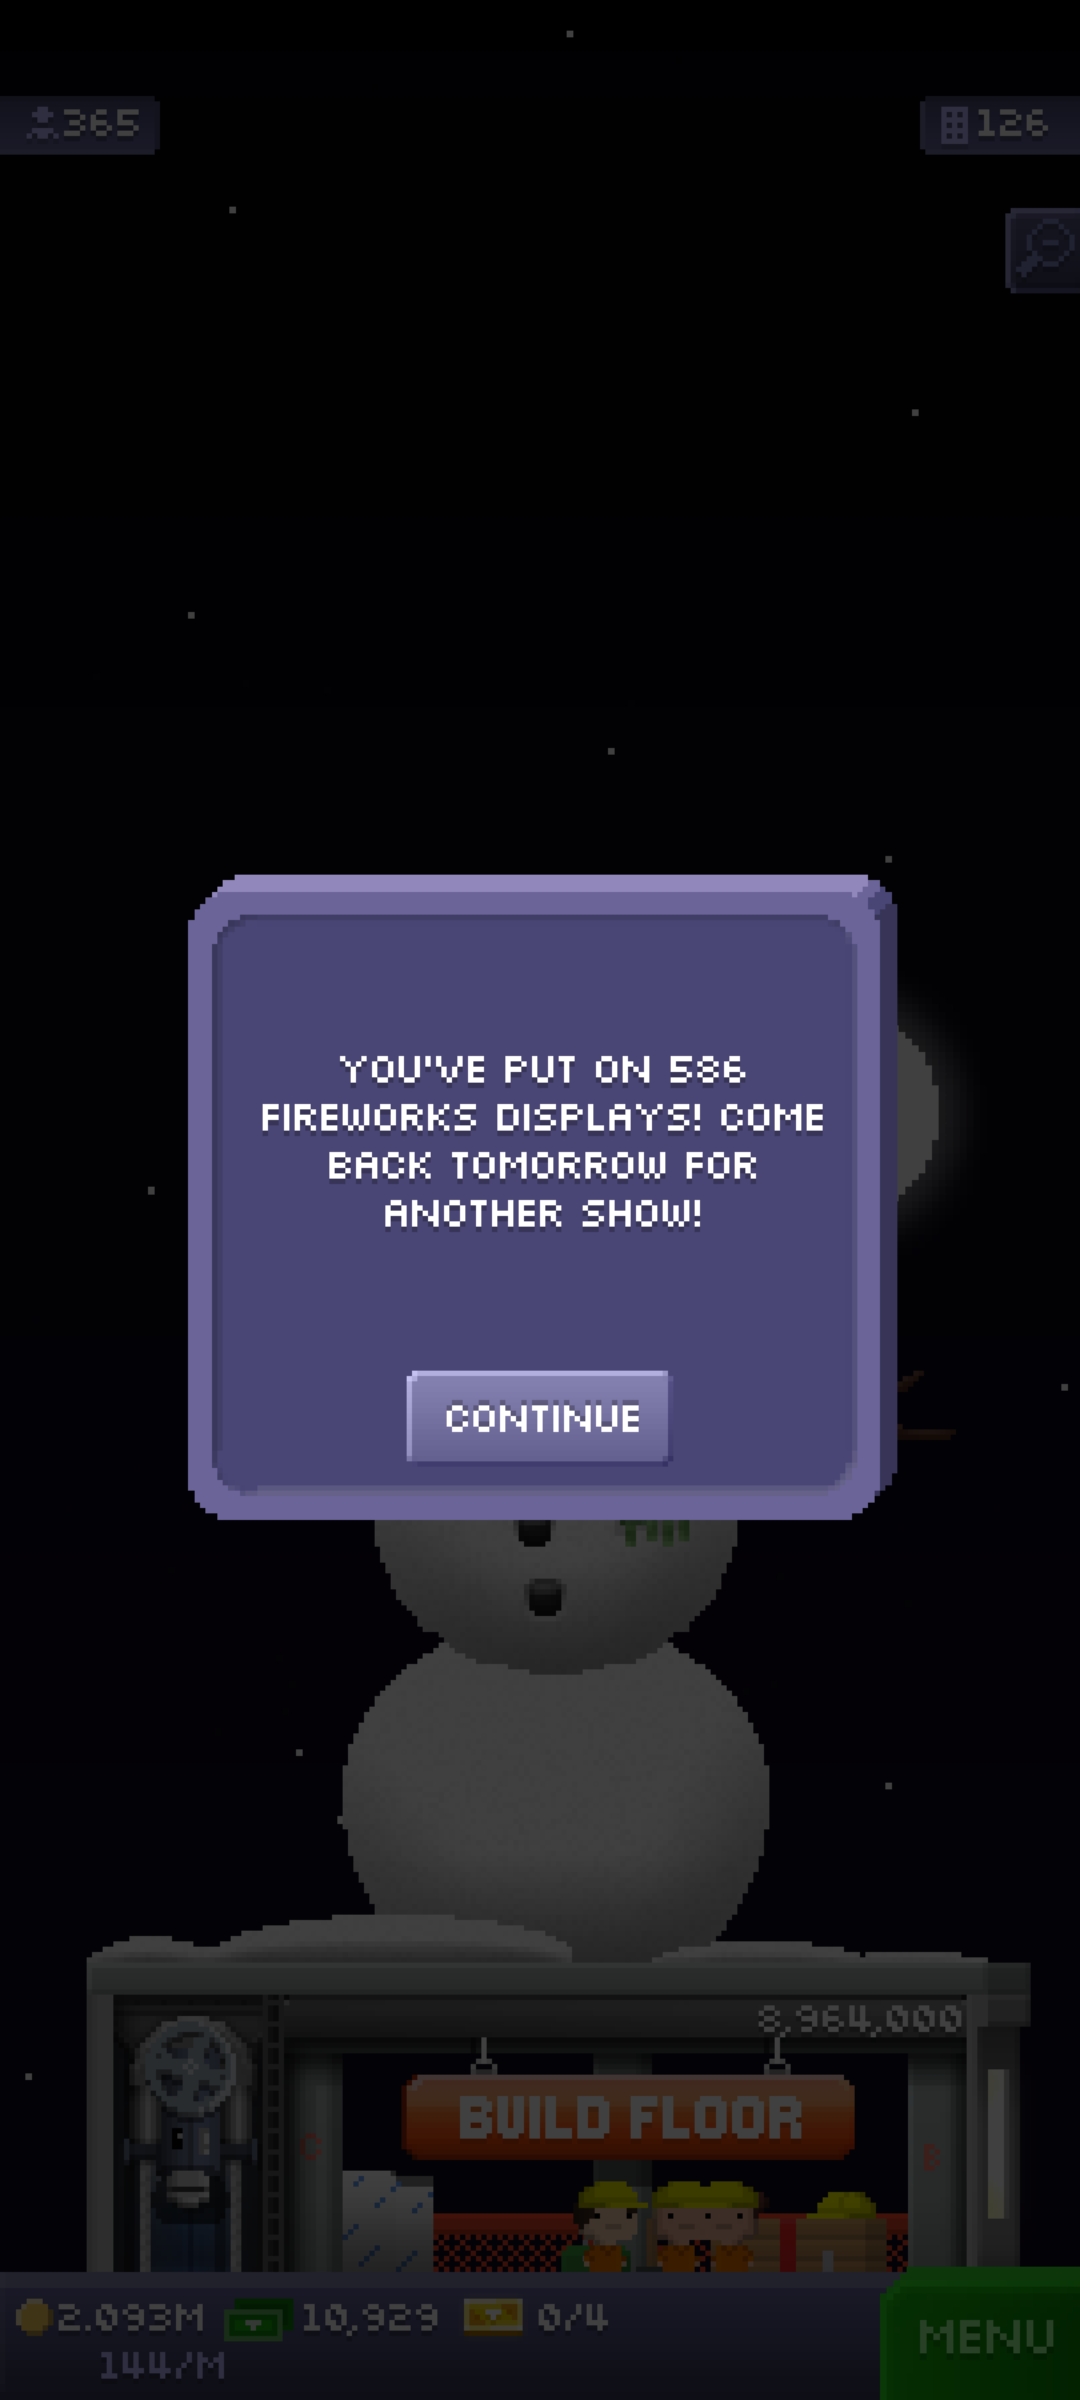 365
126
YOU'VE PUT ON 586
FIREWORKS DISPLAYS! COME
BACK TOMORROW FOR
ANOTHER SHOW!
CONTINUE
8,964,000
BUILD FLOOR
C
B
2.093M 10,929 0/4
144/M
MENU